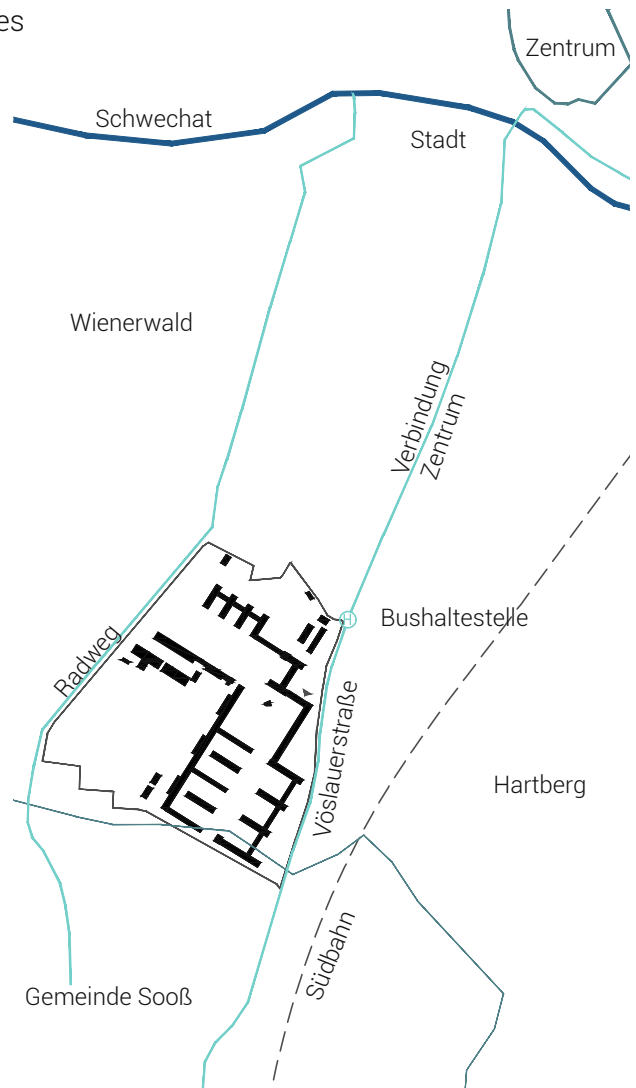 es
Zentrum
Schwechat
Stadt
Wienerwald
Verbindung
Zentrum
H
Bushaltestelle
Radweg
Vöslauerstraße
Hartberg
Südbahn
Gemeinde Sooß